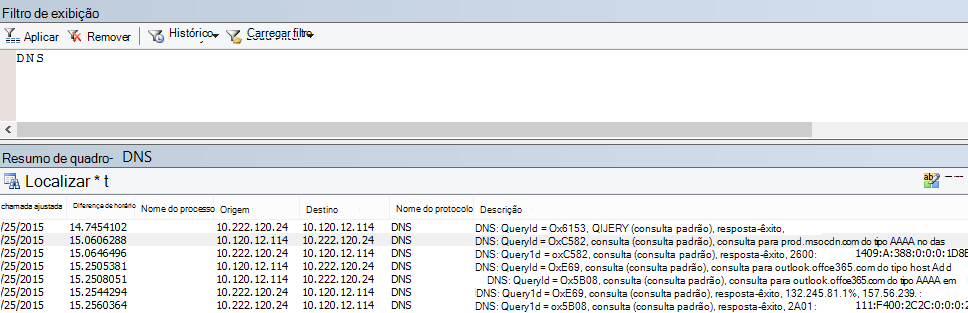 Filtro de exibição
Aplicar Remover Histórico Carregar filtro
DNS
Resumo de quadro- DNS
Localizar * t
chamada ajustada Diferença de horário Nome do processo Origem Destino Nome do protocolo Descrição
/25/2015 14.7454102 10.222.120.24 10.120.12.114 DNS DNS: QueryId = Ox6153, QIJERY (consulta padrão), resposta-êxito,
/25/2015 15.0606288 10.120.12.114 10.222.120.24 DNS DNS: QueryId = OxC582, consulta (consulta padrão), consulta para prod.msocdn.com do tipo AAAA no das
/25/2015 15.0646496 10.222.120.24 10.120.12.114 DNS DNS: Query1d = oxC582, consulta (consulta padrão), resposta-êxito, 2600: 1409:A:388:0:0:0:1D8E
/25/2015 15.2505381 10.120.12.114 10.222.120.24 DNS DNS: QueryId = OxE69, consulta (consulta padrão), consulta para outlook.offce365.com do tipo host Add
/25/2015 15.2508051 10.120.12.114 10.222.120.24 DNS DNS: QueryId = Ox5B08, consulta (consulta padrão), consulta para outlook.office365.com do tipo AAAA em
/25/2015 15.2544294 10.222.120.24 10.120.12.114 DNS DNS: Query1d = OxE69, consulta (consulta padrão), resposta-êxito, 132.245.81.1%, 157.56.239. :
/25/2015 15.2560364 10.222.120.24 10.120.12.114 DNS DNS: Query1d = ox5B08, consulta (consulta padrão), resposta-êxito, 2A01 : 111:F400:2C2C:0:0:0:2